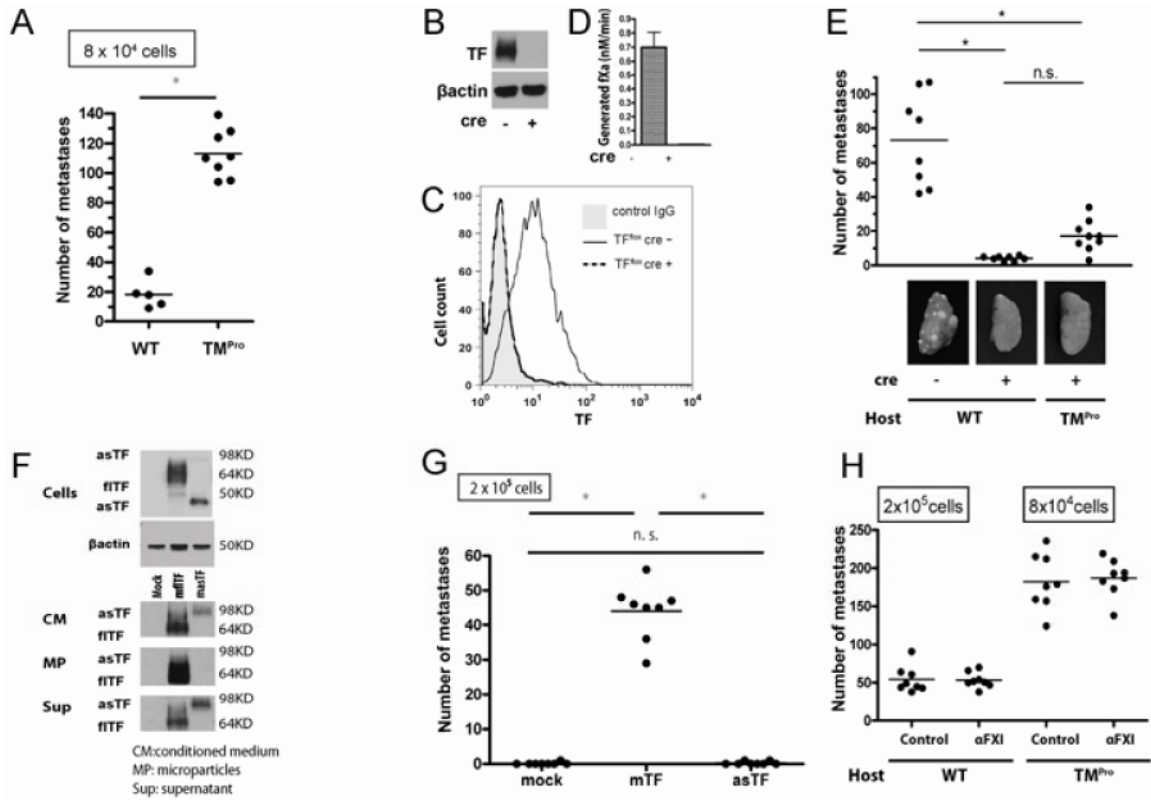 A
8 x 10⁴ cells
*
Number of metastases
140
120
100
80
60
40
20
0
WT
TMPro
B
TF
βactin
cre
-
+
D
Generated fXa (nM/min)
0.8
0.7
0.6
0.5
0.4
0.3
0.2
0.1
0.0
cre
-
+
C
Cell count
100
80
60
40
20
0
control IgG
TFflox cre -
TFflox cre +
10⁰
10¹
10²
10³
10⁴
TF
E
*
*
n.s.
Number of metastases
100
80
60
40
20
0
cre
-
+
+
Host
WT
TMPro
F
Cells
asTF
flTF
asTF
98KD
64KD
50KD
βactin
50KD
Mock
mflTF
masTF
CM
asTF
flTF
98KD
64KD
MP
asTF
flTF
98KD
64KD
Sup
asTF
flTF
98KD
64KD
CM:conditioned medium
MP: microparticles
Sup: supernatant
G
2 x 10⁵ cells
*
*
n. s.
Number of metastases
60
50
40
30
20
10
0
mock
mTF
asTF
H
2x10⁵cells
8x10⁴cells
Number of metastases
250
200
150
100
50
0
Control
αFXI
Control
αFXI
Host
WT
TMPro